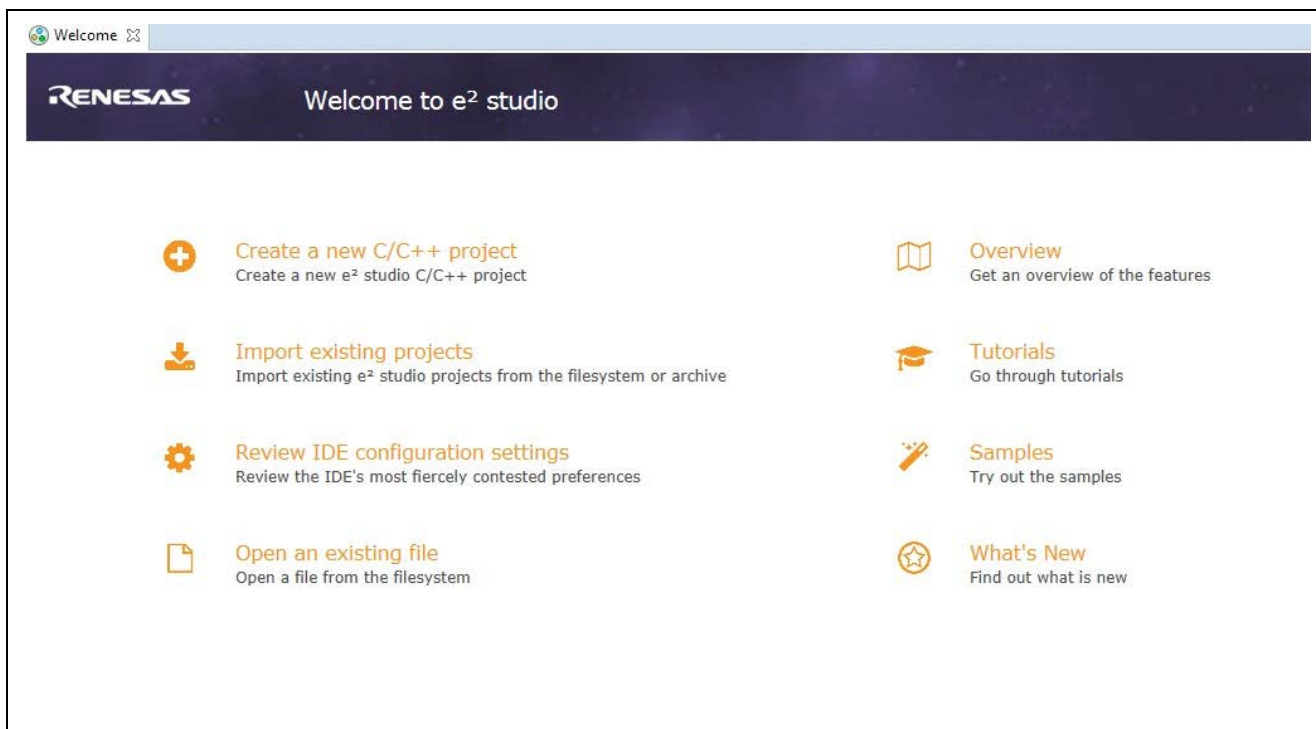 Welcome
RENESAS
Welcome to e² studio
Create a new C/C++ project
Create a new e² studio C/C++ project
Overview
Get an overview of the features
Import existing projects
Import existing e² studio projects from the filesystem or archive
Tutorials
Go through tutorials
Review IDE configuration settings
Review the IDE's most fiercely contested preferences
Samples
Try out the samples
Open an existing file
Open a file from the filesystem
What's New
Find out what is new